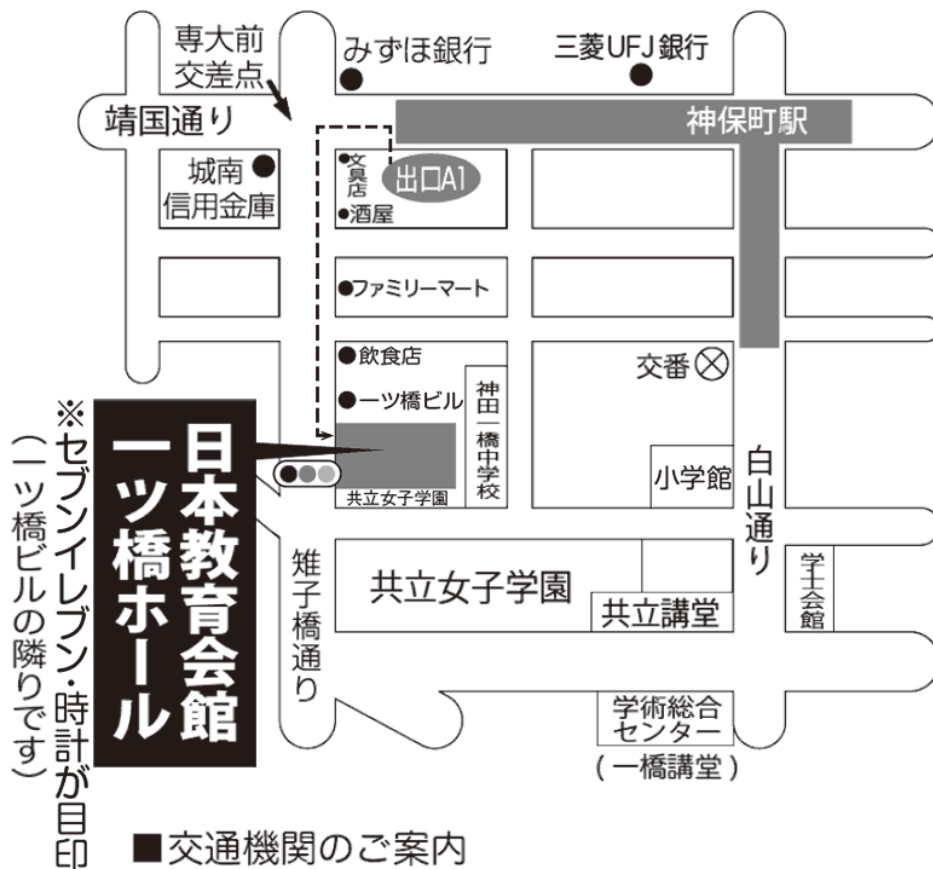 専大前
交差点
みずほ銀行
三菱UFJ銀行
靖国通り
神保町駅
城南
信用金庫
文具店
出口A1
酒屋
ファミリーマート
飲食店
交番
一ツ橋ビル
神田一橋中学校
日本教育会館
一ツ橋ホール
※セブンイレブン・時計が目印
(一ツ橋ビルの隣りです)
共立女子学園
小学館
白山通り
雉子橋通り
共立女子学園
共立講堂
学士会館
学術総合
センター
(一橋講堂)
■交通機関のご案内